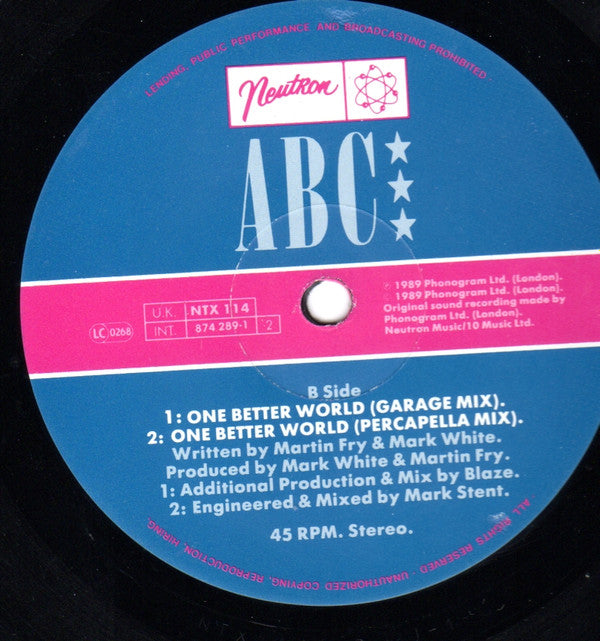 LENDING, PUBLIC PERFORMANCE AND BROADCASTING PROHIBITED.
Neutron
ABC
℗ 1989 Phonogram Ltd. (London).
1989 Phonogram Ltd. (London).
Original sound recording made by
Phonogram Ltd. (London).
Neutron Music/10 Music Ltd.
LC 0268
U.K. NTX 114
INT. 874 289-1 2
B Side
1: ONE BETTER WORLD (GARAGE MIX).
2: ONE BETTER WORLD (PERCAPELLA MIX).
Written by Martin Fry & Mark White.
Produced by Mark White & Martin Fry.
1: Additional Production & Mix by Blaze.
2: Engineered & Mixed by Mark Stent.
45 RPM. Stereo.
ALL RIGHTS RESERVED - UNAUTHORIZED COPYING, REPRODUCTION, HIRING,